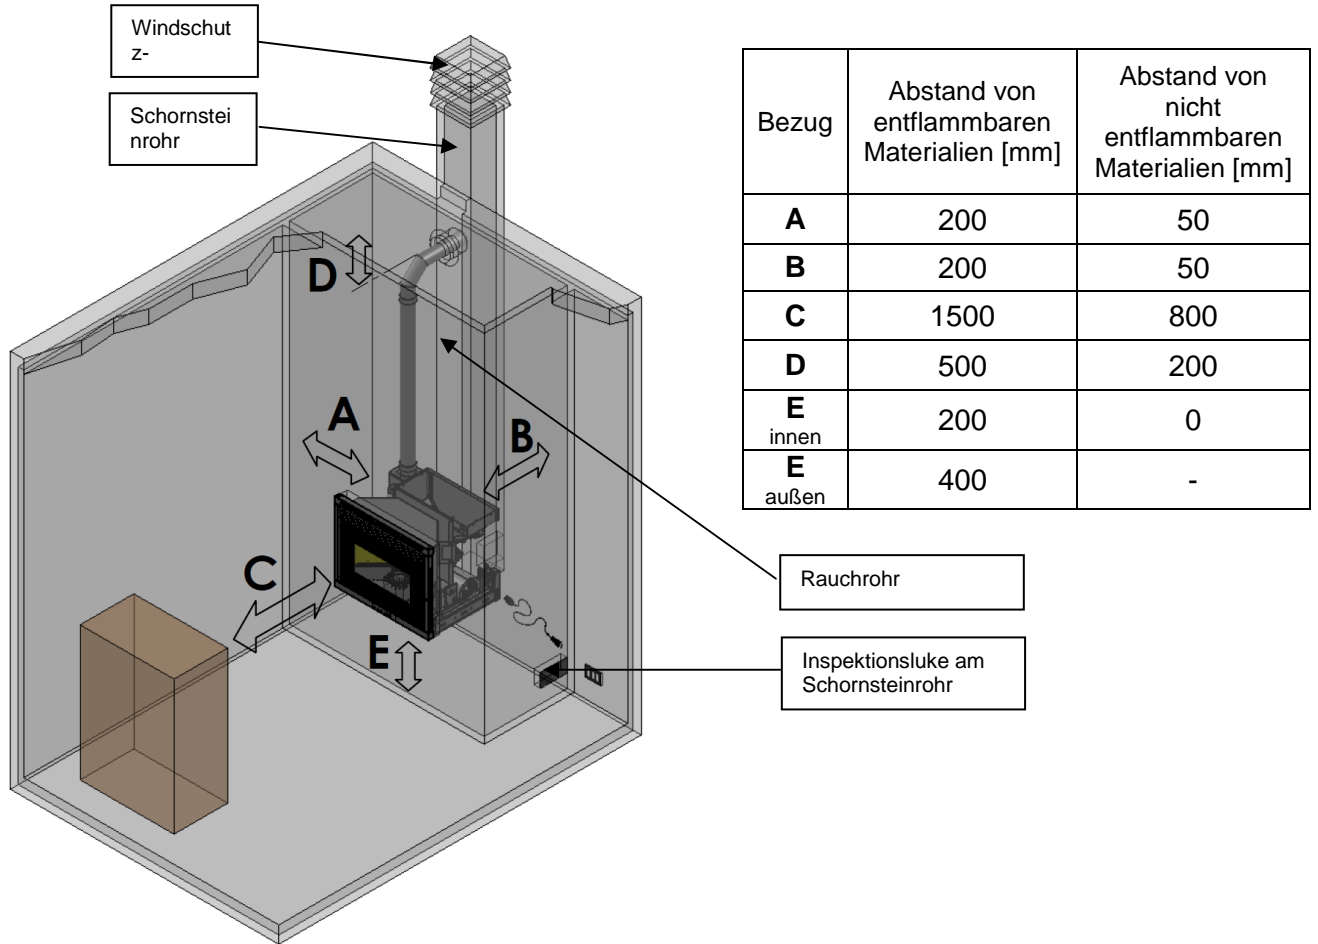 Windschut
z-
Schornstei
nrohr
D
A
B
C
E
Bezug
Abstand von
entflammbaren
Materialien [mm]
Abstand von
nicht
entflammbaren
Materialien [mm]
A 200 50
B 200 50
C 1500 800
D 500 200
E
innen
200 0
E
außen
400 -
Rauchrohr
Inspektionsluke am
Schornsteinrohr